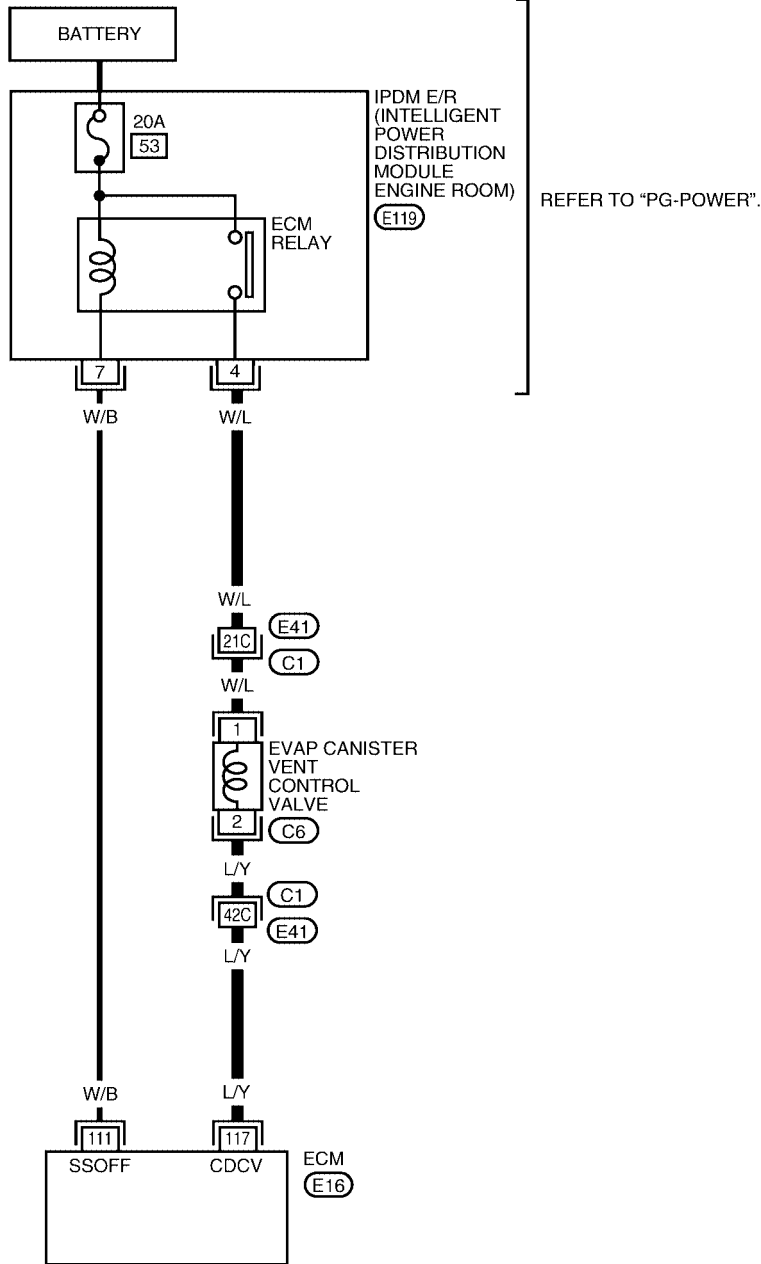 BATTERY
20A
53
IPDM E/R
(INTELLIGENT
POWER
DISTRIBUTION
MODULE
ENGINE ROOM)
E119
REFER TO “PG-POWER”.
ECM
RELAY
7
4
W/B
W/L
W/L
E41
21C
C1
W/L
1
EVAP CANISTER
VENT
CONTROL
VALVE
2
C6
L/Y
C1
42C
E41
L/Y
W/B
L/Y
111
117
SSOFF
CDCV
ECM
E16